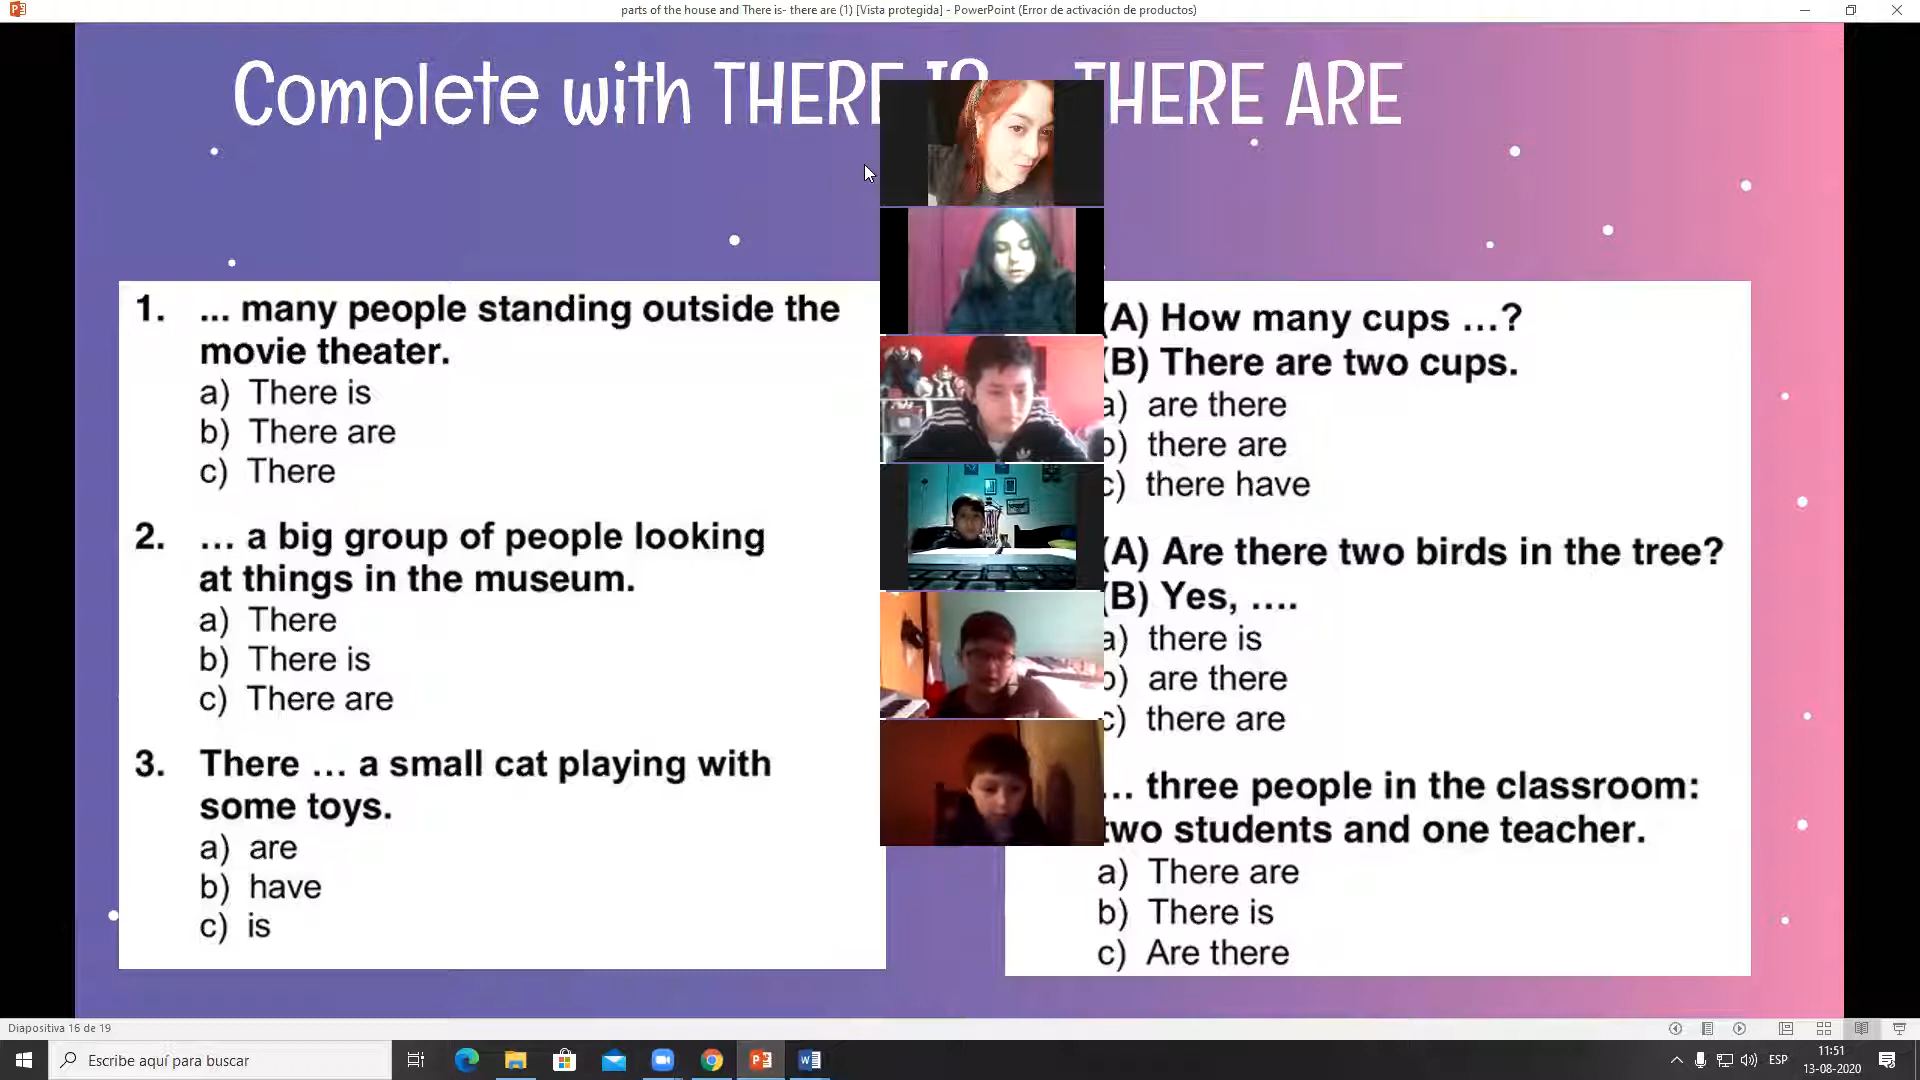 parts of the house and There is- there are (1) [Vista protegida] - PowerPoint (Error de activación de productos)
Complete with THERE IS THERE ARE
1. ... many people standing outside the
movie theater.
a) There is
b) There are
c) There
2. ... a big group of people looking
at things in the museum.
a) There
b) There is
c) There are
3. There ... a small cat playing with
some toys.
a) are
b) have
c) is
(A) How many cups ...?
(B) There are two cups.
a) are there
b) there are
c) there have
(A) Are there two birds in the tree?
(B) Yes, ....
a) there is
b) are there
c) there are
... three people in the classroom:
two students and one teacher.
a) There are
b) There is
c) Are there
Diapositiva 16 de 19
Escribe aquí para buscar
ESP
11:51
13-08-2020